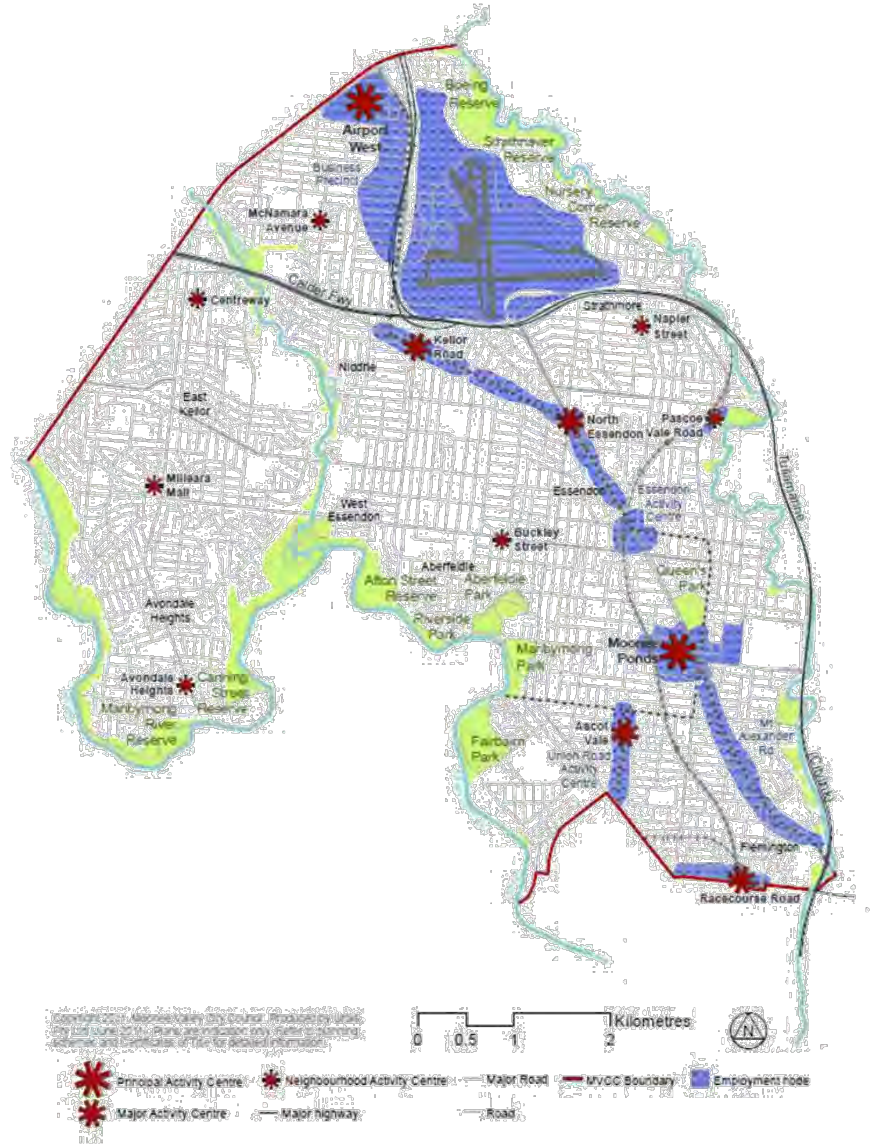 Boeing
Reserve
Airport
West
Strathnaver
Reserve
Business
Precinct
Nursery
Corner
Reserve
McNamara
Avenue
Centreway
Calder Fwy
Strathmore
Napier
Street
Keilor
Road
Niddrie
East
Keilor
North
Essendon
Pascoe
Vale Road
Milleara
Mall
Essendon
Essendon
Activity
Centre
West
Essendon
Buckley
Street
Aberfeldie
Afton Street
Reserve
Aberfeldie
Park
Queen's
Park
Avondale
Heights
Riverside
Park
Moonee
Ponds
Maribyrnong
Park
Avondale
Heights
Canning
Street
Reserve
Maribyrnong
River
Reserve
Ascot
Vale
Union Road
Activity
Centre
Mt
Alexander
Rd
Fairbairn
Park
Tullamarine
Citylink
Flemington
Racecourse Road
Kilometres
0 0.5 1 2
N
Principal Activity Centre
Neighbourhood Activity Centre
Major Road
MVCC Boundary
Employment node
Major Activity Centre
Major highway
Road